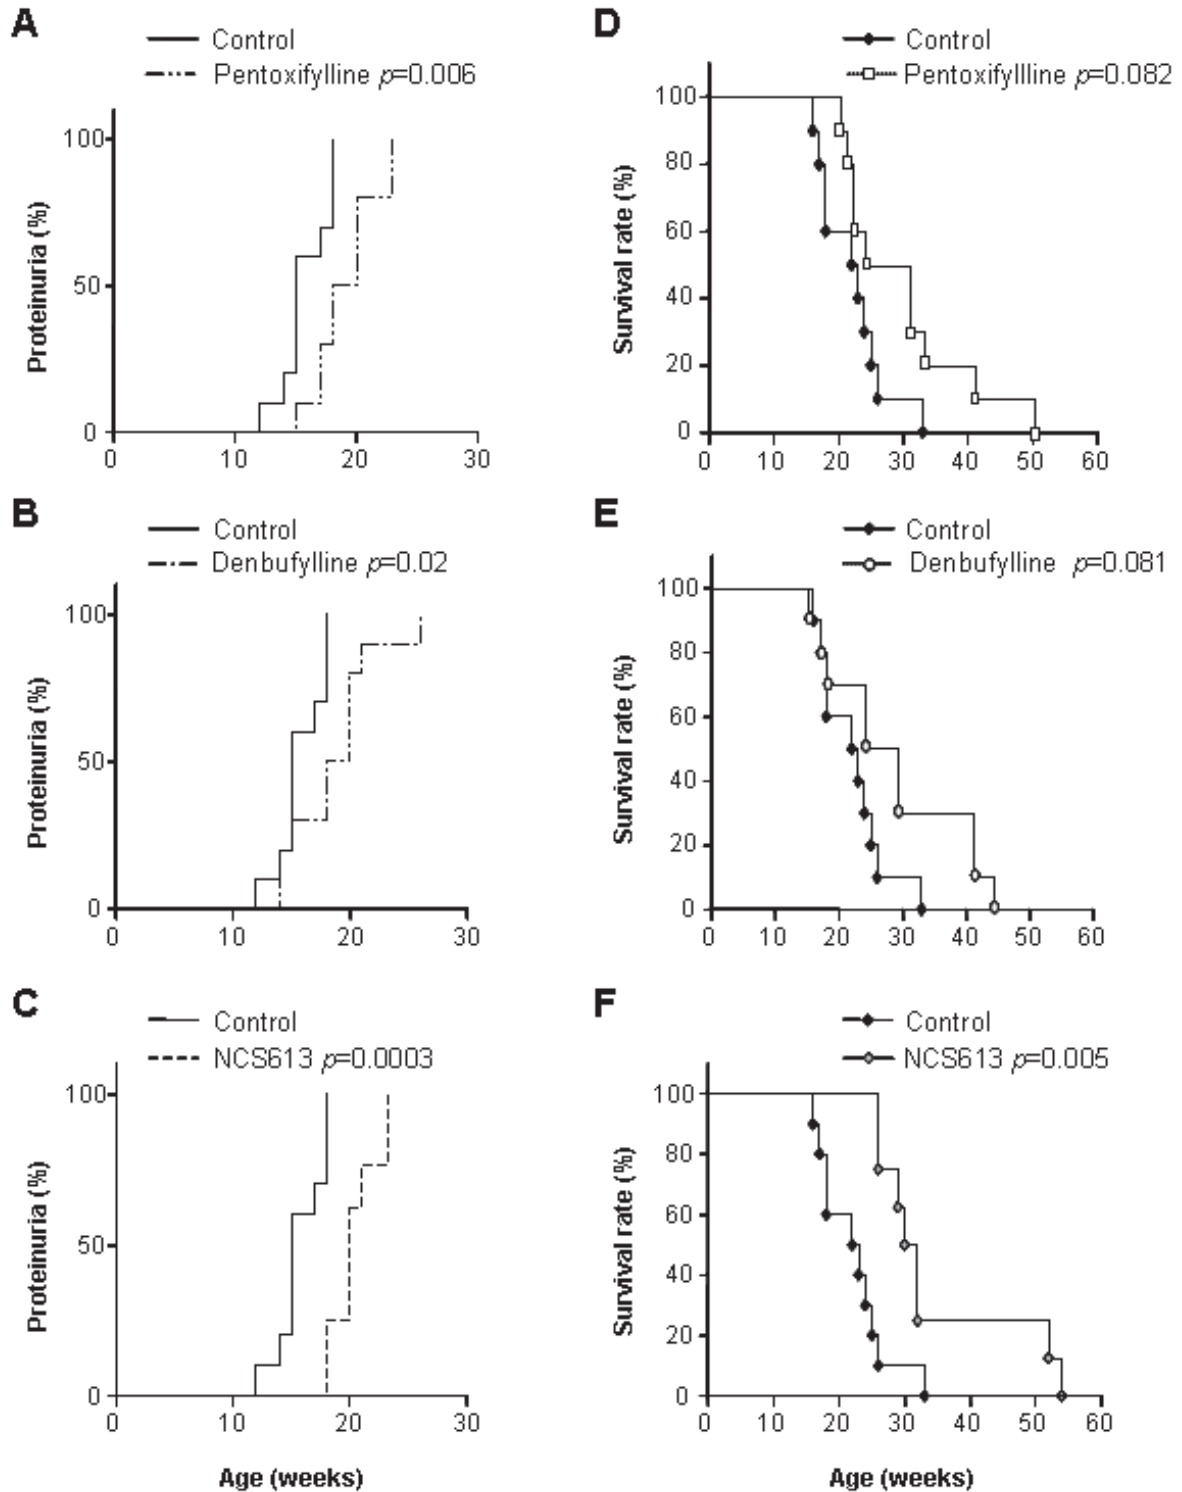 A
Control
Pentoxifylline p=0.006
Proteinuria (%)
100
50
0
0 10 20 30
D
Control
Pentoxifyllline p=0.082
Survival rate (%)
100
80
60
40
20
0
0 10 20 30 40 50 60
B
Control
Denbufylline p=0.02
Proteinuria (%)
100
50
0
0 10 20 30
E
Control
Denbufylline p=0.081
Survival rate (%)
100
80
60
40
20
0
0 10 20 30 40 50 60
C
Control
NCS613 p=0.0003
Proteinuria (%)
100
50
0
0 10 20 30
Age (weeks)
F
Control
NCS613 p=0.005
Survival rate (%)
100
80
60
40
20
0
0 10 20 30 40 50 60
Age (weeks)